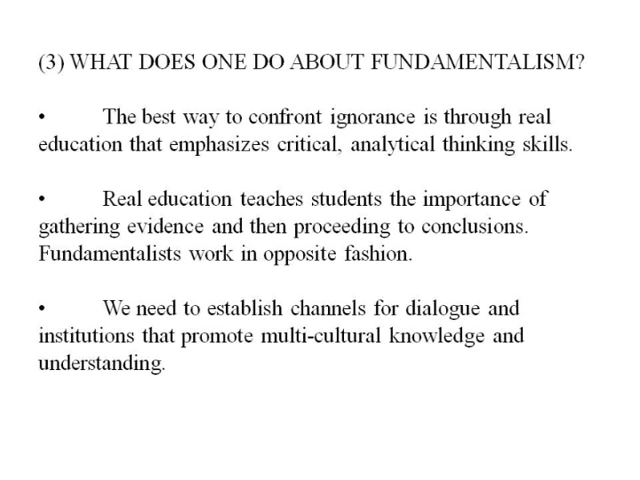 (3) WHAT DOES ONE DO ABOUT FUNDAMENTALISM?
• The best way to confront ignorance is through real
education that emphasizes critical, analytical thinking skills.
• Real education teaches students the importance of
gathering evidence and then proceeding to conclusions.
Fundamentalists work in opposite fashion.
• We need to establish channels for dialogue and
institutions that promote multi-cultural knowledge and
understanding.